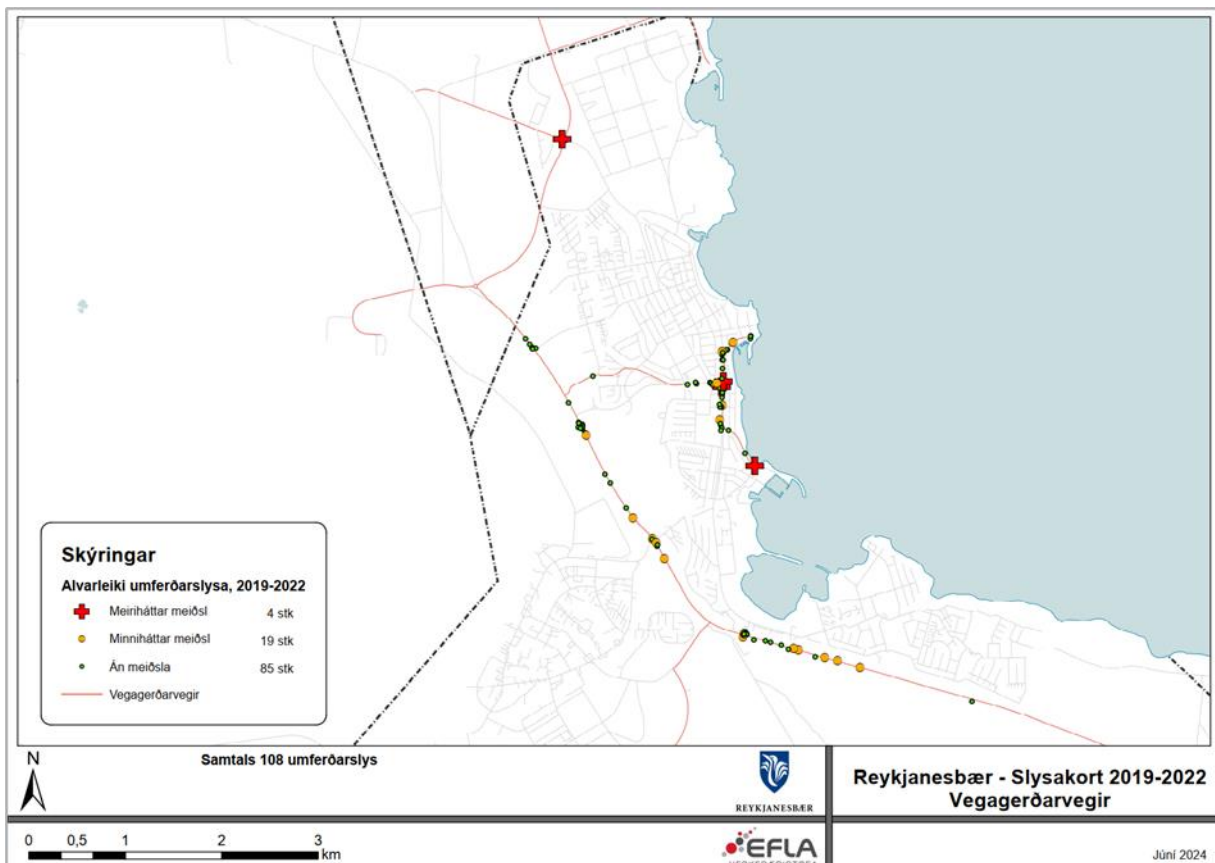 Skýringar
Alvarleiki umferðarslysa, 2019-2022
Meiriháttar meiðsl 4 stk
Minniháttar meiðsl 19 stk
Án meiðsla 85 stk
Vegagerðarvegir
N
Samtals 108 umferðarslys
REYKJANESBÆR
Reykjanesbær - Slysakort 2019-2022
Vegagerðarvegir
0 0,5 1 2 3
km
EFLA
Júní 2024